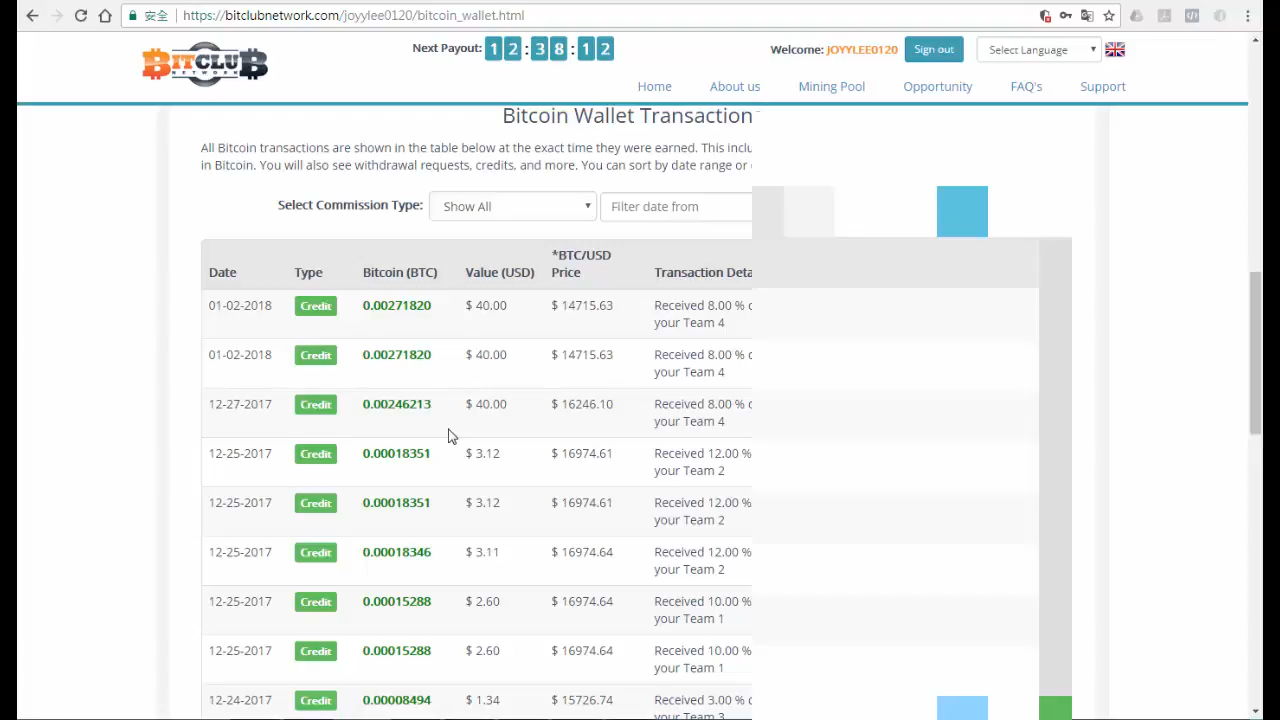 安全 https://bitclubnetwork.com/joyylee0120/bitcoin_wallet.html
BITCLUB
NETWORK
Next Payout: 12:38:12
Welcome: JOYYLEE0120 Sign out Select Language
Home About us Mining Pool Opportunity FAQ's Support
Bitcoin Wallet Transaction
All Bitcoin transactions are shown in the table below at the exact time they were earned. This inclu
in Bitcoin. You will also see withdrawal requests, credits, and more. You can sort by date range or
Select Commission Type: Show All Filter date from
*BTC/USD
Date Type Bitcoin (BTC) Value (USD) Price Transaction Deta
01-02-2018 Credit 0.00271820 $ 40.00 $ 14715.63 Received 8.00 %
your Team 4
01-02-2018 Credit 0.00271820 $ 40.00 $ 14715.63 Received 8.00 %
your Team 4
12-27-2017 Credit 0.00246213 $ 40.00 $ 16246.10 Received 8.00 %
your Team 4
12-25-2017 Credit 0.00018351 $ 3.12 $ 16974.61 Received 12.00 %
your Team 2
12-25-2017 Credit 0.00018351 $ 3.12 $ 16974.61 Received 12.00 %
your Team 2
12-25-2017 Credit 0.00018346 $ 3.11 $ 16974.64 Received 12.00 %
your Team 2
12-25-2017 Credit 0.00015288 $ 2.60 $ 16974.64 Received 10.00 %
your Team 1
12-25-2017 Credit 0.00015288 $ 2.60 $ 16974.64 Received 10.00 %
your Team 1
12-24-2017 Credit 0.00008494 $ 1.34 $ 15726.74 Received 3.00 %
your Team 3